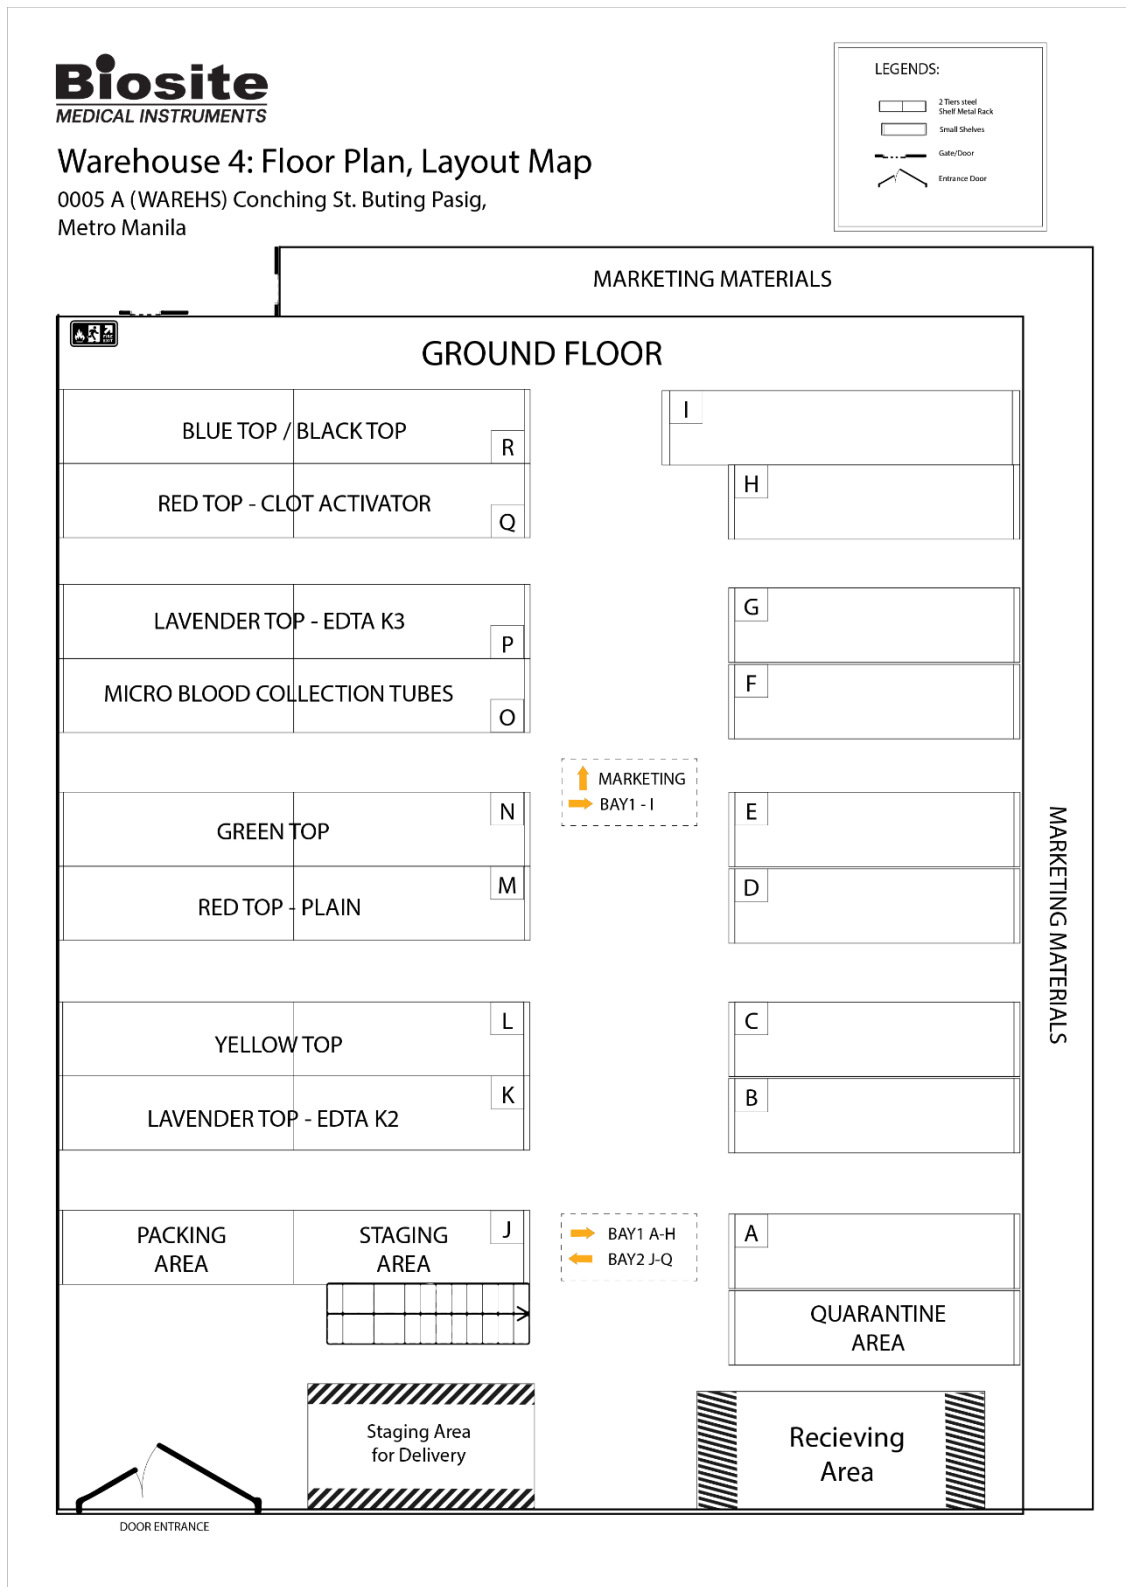 Biosite
MEDICAL INSTRUMENTS
Warehouse 4: Floor Plan, Layout Map
0005 A (WAREHS) Conching St. Buting Pasig,
Metro Manila
LEGENDS:
2 Tiers steel
Shelf Metal Rack
Small Shelves
Gate/Door
Entrance Door
MARKETING MATERIALS
GROUND FLOOR
BLUE TOP / BLACK TOP
R
I
RED TOP - CLOT ACTIVATOR
Q
H
LAVENDER TOP - EDTA K3
P
G
MICRO BLOOD COLLECTION TUBES
O
F
MARKETING
BAY1 - I
GREEN TOP
N
E
RED TOP - PLAIN
M
D
MARKETING MATERIALS
YELLOW TOP
L
C
LAVENDER TOP - EDTA K2
K
B
PACKING
AREA
STAGING
AREA
J
BAY1 A-H
BAY2 J-Q
A
QUARANTINE
AREA
Staging Area
for Delivery
Recieving
Area
DOOR ENTRANCE